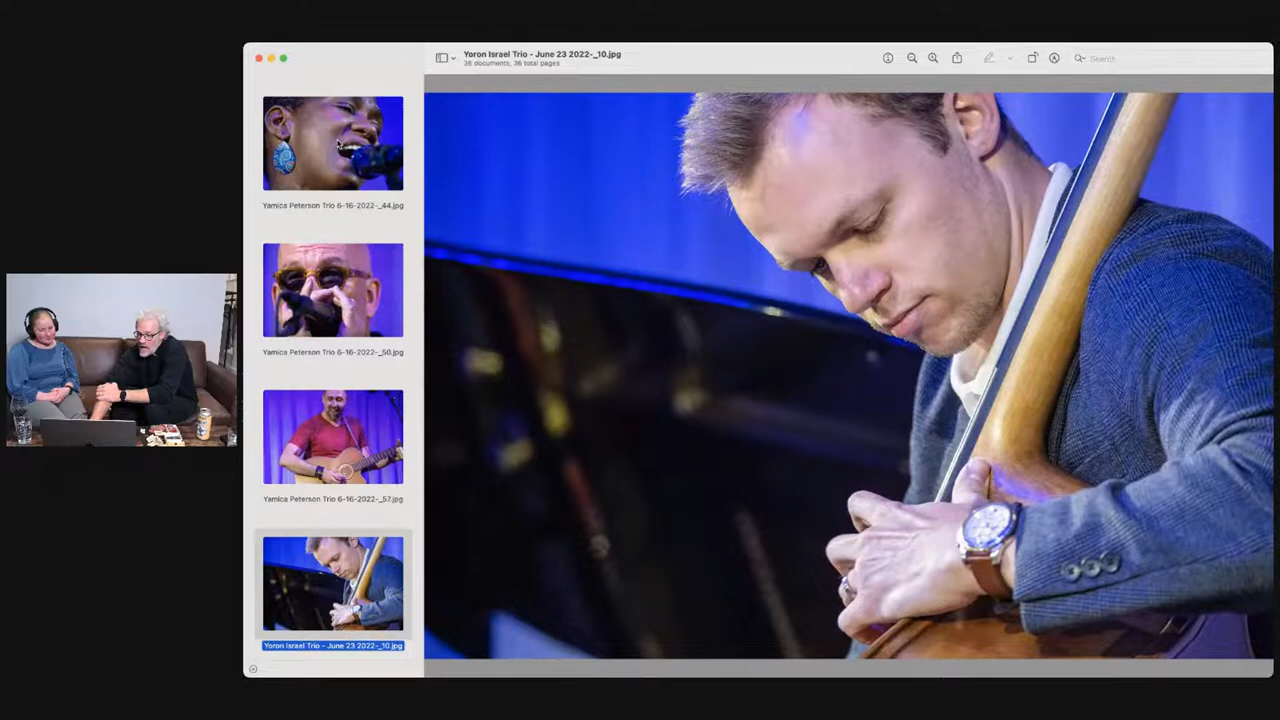 Yoron Israel Trio - June 23 2022-_10.jpg
36 documents, 36 total pages
Search
Yamica Peterson Trio 6-16-2022-_44.jpg
Yamica Peterson Trio 6-16-2022-_50.jpg
Yamica Peterson Trio 6-16-2022-_57.jpg
Yoron Israel Trio - June 23 2022-_10.jpg